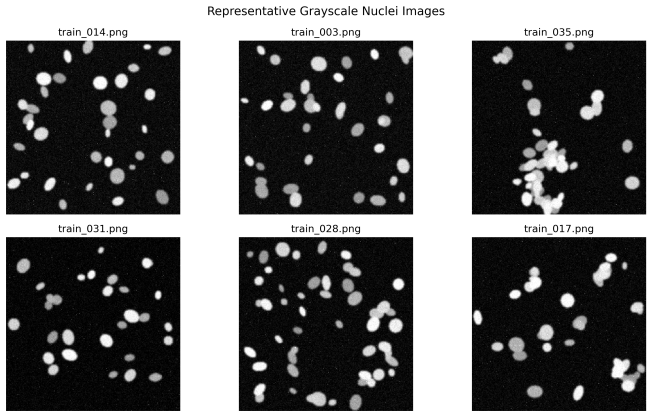 Representative Grayscale Nuclei Images
train_014.png
train_003.png
train_035.png
train_031.png
train_028.png
train_017.png